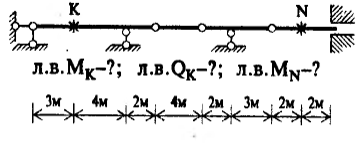 K N
л.в.M_K–?; л.в.Q_K–?; л.в.M_N–?
3м 4м 2м 4м 2м 3м 2м 2м